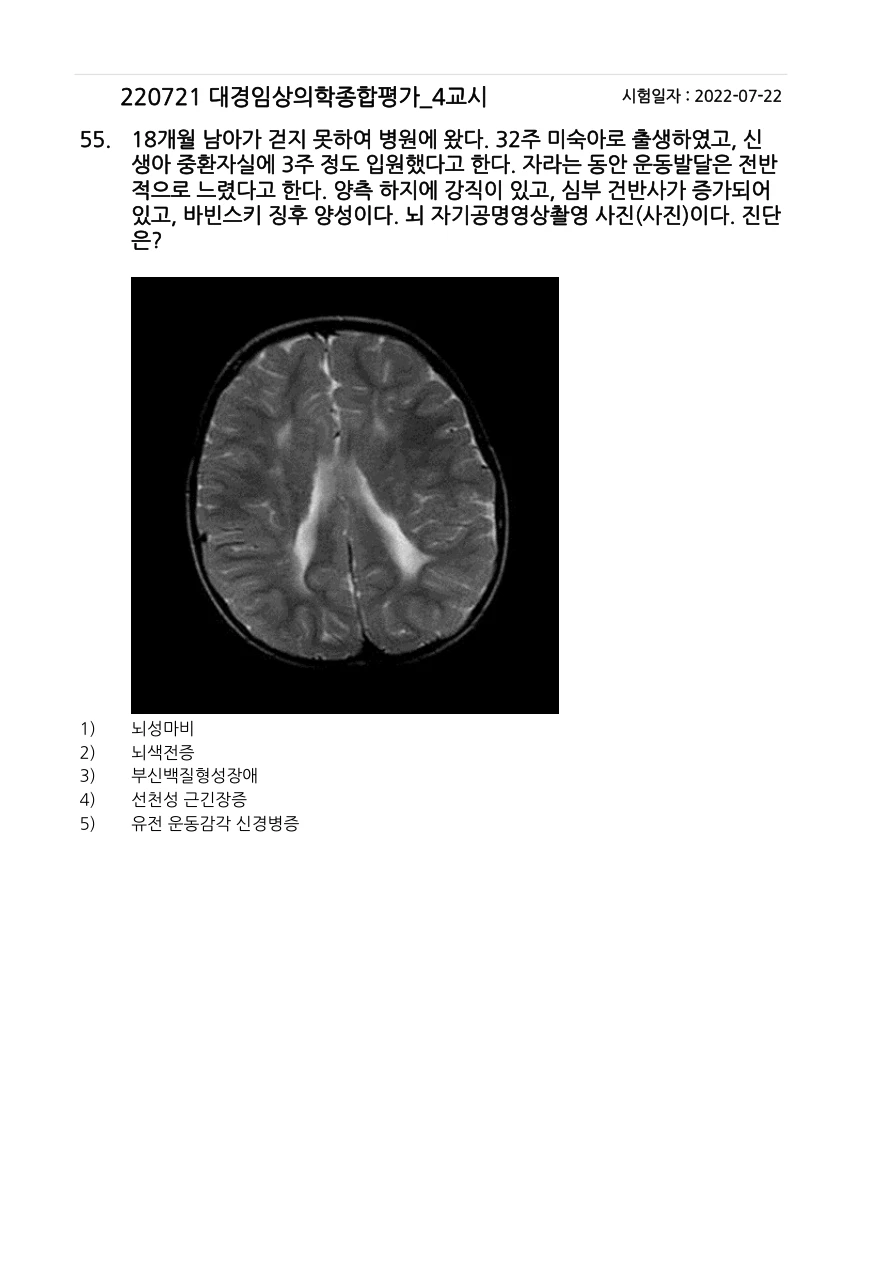 220721 대경임상의학종합평가_4교시
시험일자 : 2022-07-22
55. 18개월 남아가 걷지 못하여 병원에 왔다. 32주 미숙아로 출생하였고, 신
생아 중환자실에 3주 정도 입원했다고 한다. 자라는 동안 운동발달은 전반
적으로 느렸다고 한다. 양측 하지에 강직이 있고, 심부 건반사가 증가되어
있고, 바빈스키 징후 양성이다. 뇌 자기공명영상촬영 사진(사진)이다. 진단
은?
1) 뇌성마비
2) 뇌색전증
3) 부신백질형성장애
4) 선천성 근긴장증
5) 유전 운동감각 신경병증